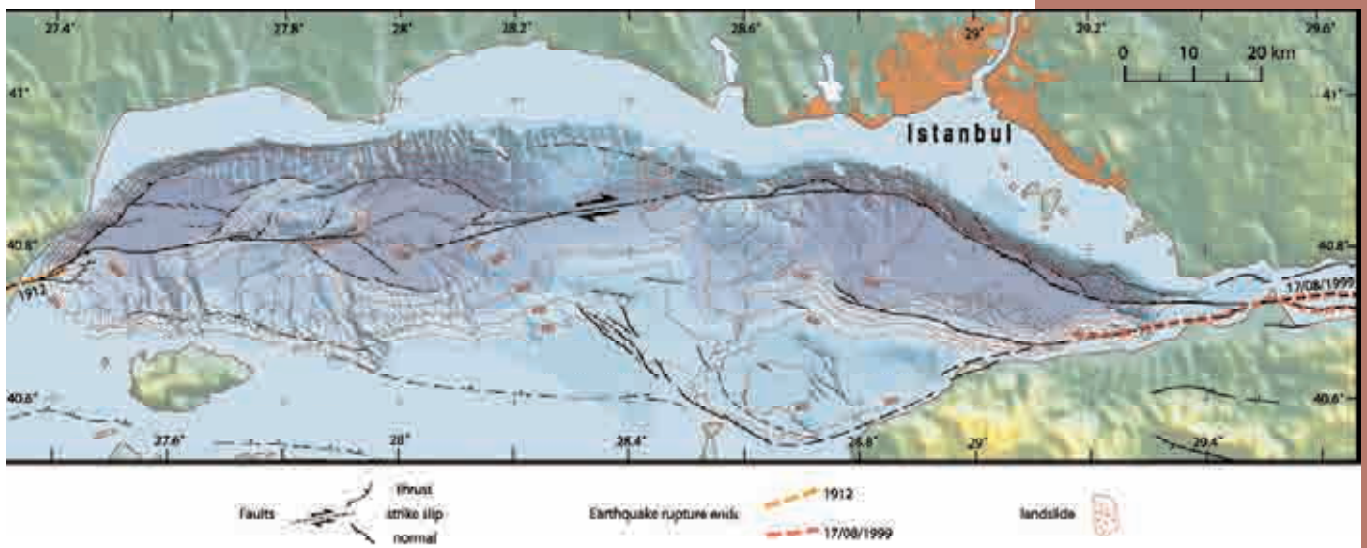 27.4° 27.8° 28° 28.2° 28.6° 29° 29.2° 29.6°
0 10 20 km
41° 41°
Istanbul
40.8° 40.8°
1912
17/08/1999
40.6° 40.6°
27.6° 28° 28.4° 28.8° 29° 29.4°
thrust
Faults strike slip
normal
Earthquake rupture ends
1912
17/08/1999
landslide